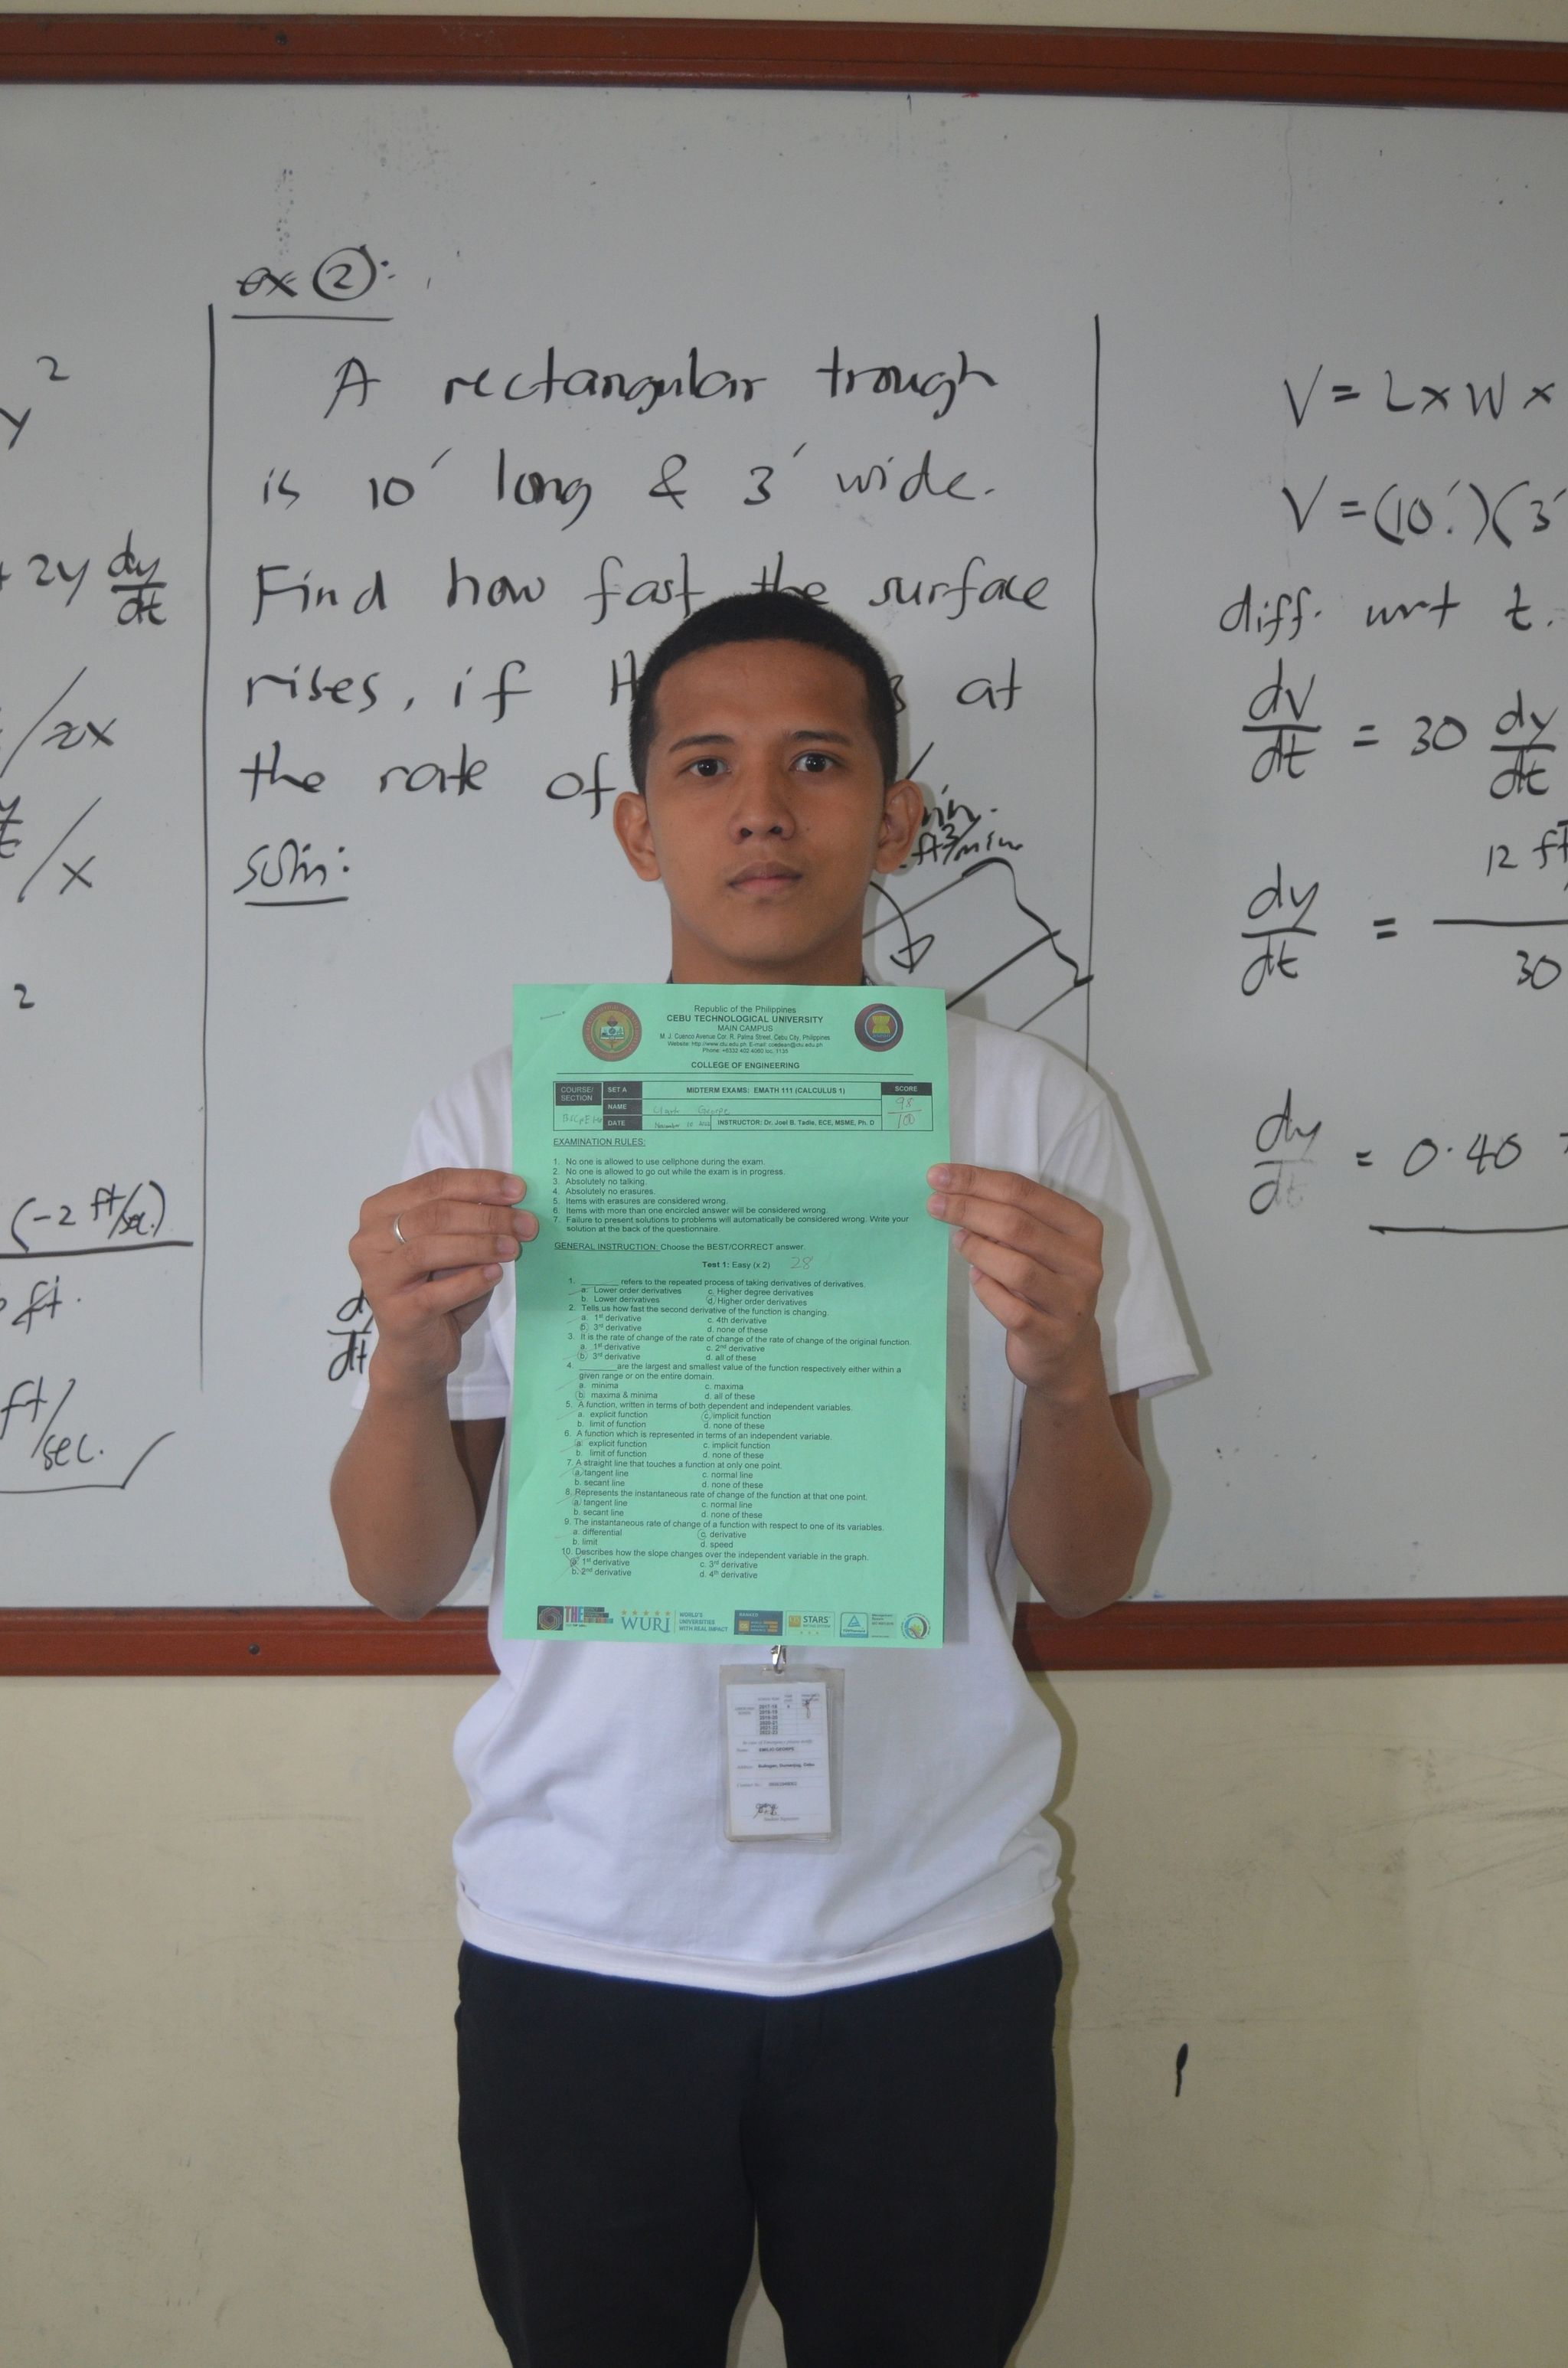 ex ②:
A rectangular trough
is 10' long & 3' wide.
Find how fast the surface
rises, if at
the rate of
min.
ft³/min.
soln:
2
y
+ 2y dy/dt
/2x
/x
2
(-2 ft/sec.)
ft.
ft/sec.
dy/dt
V = L x W x
V = (10')(3'
diff. wrt t.
dV/dt = 30 dy/dt
dy/dt = 12 ft / 30
dy/dt = 0.40
Republic of the Philippines
CEBU TECHNOLOGICAL UNIVERSITY
MAIN CAMPUS
M. J. Cuenco Avenue Cor. R. Palma Street, Cebu City, Philippines
Website: http://www.ctu.edu.ph E-mail: coedean@ctu.edu.ph
Phone: +6332 402 4060 loc. 1135
COLLEGE OF ENGINEERING
COURSE/SECTION SET A MIDTERM EXAMS: EMATH 111 (CALCULUS 1) SCORE
NAME 98/100
DATE November INSTRUCTOR: Dr. Joel B. Tadle, ECE, MSME, Ph. D.
EXAMINATION RULES:
1. No one is allowed to use cellphone during the exam.
2. No one is allowed to go out while the exam is in progress.
3. Absolutely no talking.
4. Absolutely no erasures.
5. Items with erasures are considered wrong.
6. Items with more than one encircled answer will be considered wrong.
7. Failure to present solutions to problems will automatically be considered wrong. Write your
solution at the back of the questionnaire.
GENERAL INSTRUCTION: Choose the BEST/CORRECT answer.
Test 1: Easy (x 2) 28
1. ________ refers to the repeated process of taking derivatives of derivatives.
a. Lower order derivatives c. Higher degree derivatives
b. Lower derivatives d. Higher order derivatives
2. Tells us how fast the second derivative of the function is changing.
a. 1st derivative c. 4th derivative
b. 3rd derivative d. none of these
3. It is the rate of change of the rate of change of the rate of change of the original function.
a. 1st derivative c. 2nd derivative
b. 3rd derivative d. all of these
4. ________ are the largest and smallest value of the function respectively either within a
given range or on the entire domain.
a. minima c. maxima
b. maxima & minima d. all of these
5. A function, written in terms of both dependent and independent variables.
a. explicit function c. implicit function
b. limit of function d. none of these
6. A function which is represented in terms of an independent variable.
a. explicit function c. implicit function
b. limit of function d. none of these
7. A straight line that touches a function at only one point.
a. tangent line c. normal line
b. secant line d. none of these
8. Represents the instantaneous rate of change of the function at that one point.
a. tangent line c. normal line
b. secant line d. none of these
9. The instantaneous rate of change of a function with respect to one of its variables.
a. differential c. derivative
b. limit d. speed
10. Describes how the slope changes over the independent variable in the graph.
a. 1st derivative c. 3rd derivative
b. 2nd derivative d. 4th derivative
THE
WURI
WORLD'S
UNIVERSITIES
WITH REAL IMPACT
STARS
2017-18
2018-19
2019-20
2020-21
2021-22
2022-23